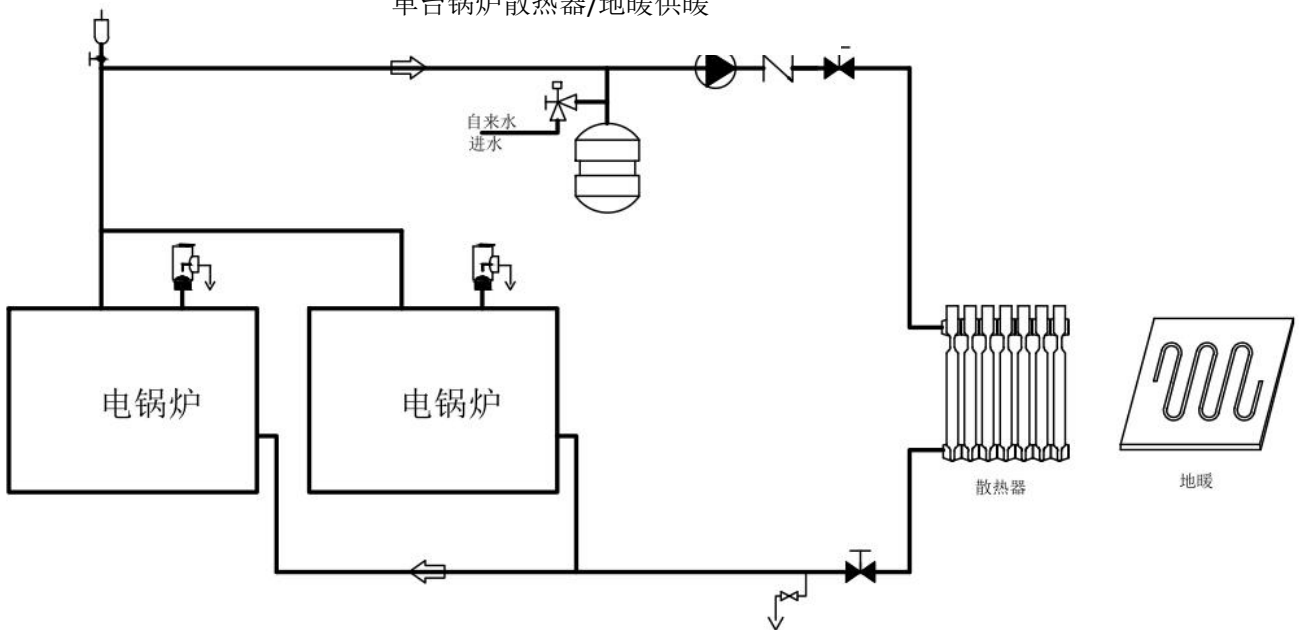 单台锅炉散热器/地暖供暖
自来水
进水
电锅炉
电锅炉
散热器
地暖